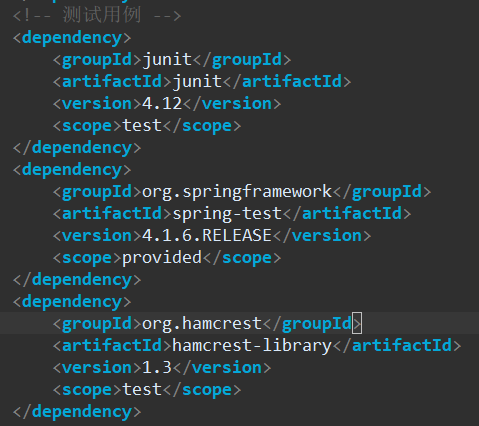 <!-- 测试用例 -->
<dependency>
<groupId>junit</groupId>
<artifactId>junit</artifactId>
<version>4.12</version>
<scope>test</scope>
</dependency>
<dependency>
<groupId>org.springframework</groupId>
<artifactId>spring-test</artifactId>
<version>4.1.6.RELEASE</version>
<scope>provided</scope>
</dependency>
<dependency>
<groupId>org.hamcrest</groupId>
<artifactId>hamcrest-library</artifactId>
<version>1.3</version>
<scope>test</scope>
</dependency>